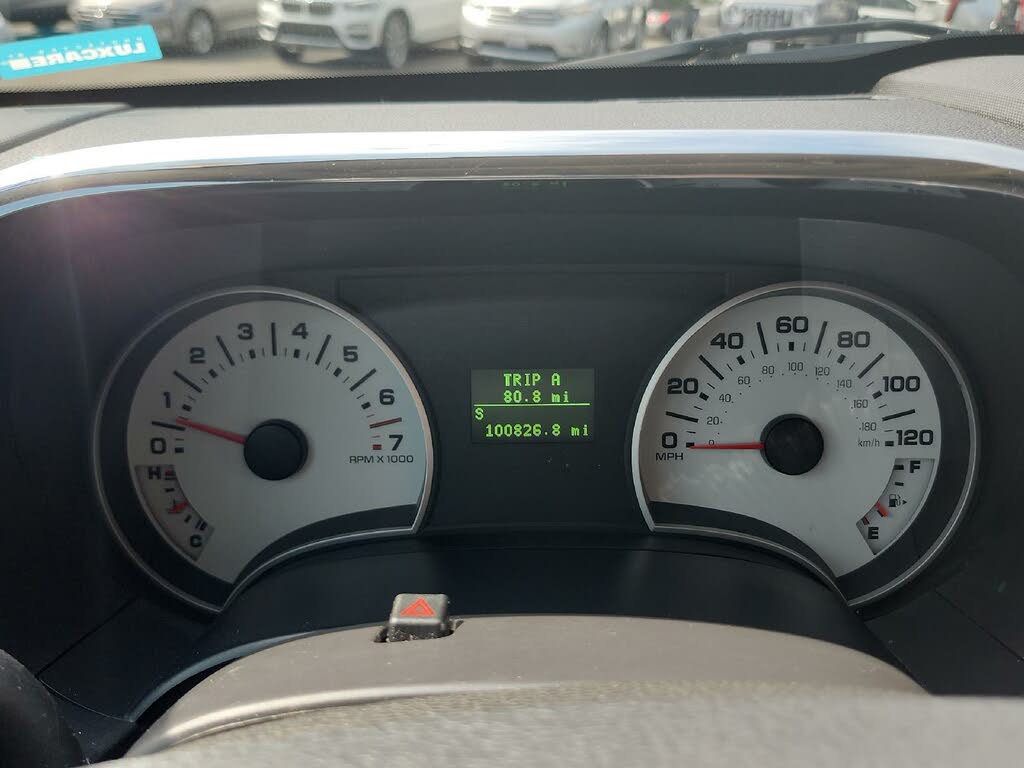 LUXCARE
TRIP A
80.8 mi
S
100826.8 mi
0 1 2 3 4 5 6 7
RPM X 1000
H
C
0 20 40 60 80 100 120
MPH
0 20 40 60 80 100 120 140 160 180
km/h
F
E